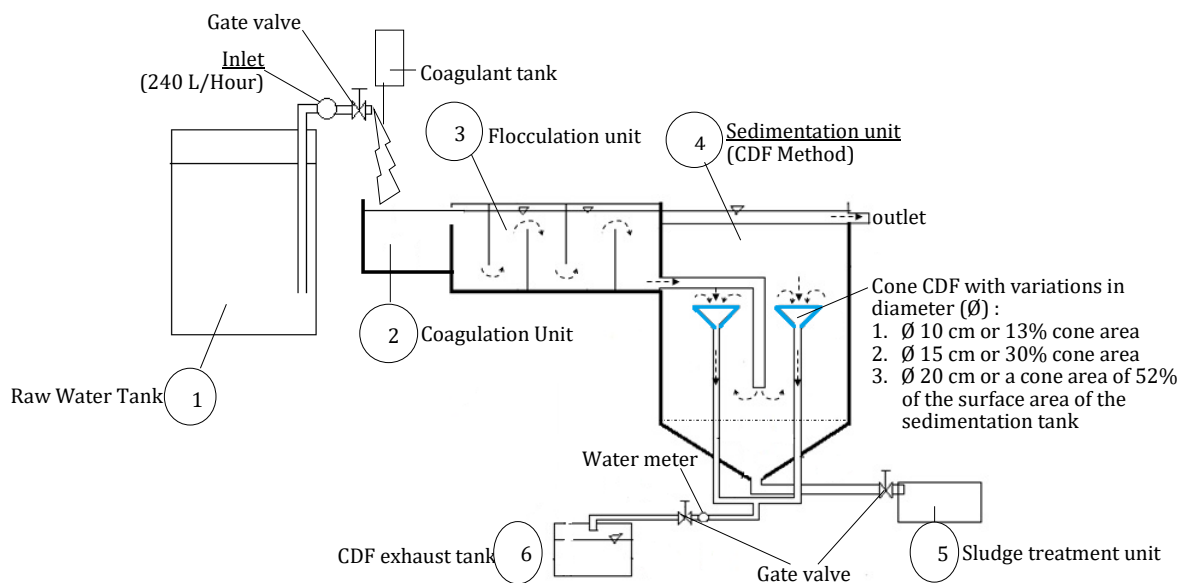 Gate valve
Inlet
(240 L/Hour)
Coagulant tank
3 Flocculation unit
4 Sedimentation unit
(CDF Method)
outlet
Cone CDF with variations in
diameter (Ø) :
1. Ø 10 cm or 13% cone area
2. Ø 15 cm or 30% cone area
3. Ø 20 cm or a cone area of 52%
of the surface area of the
sedimentation tank
2 Coagulation Unit
Raw Water Tank 1
Water meter
CDF exhaust tank 6
Gate valve
5 Sludge treatment unit